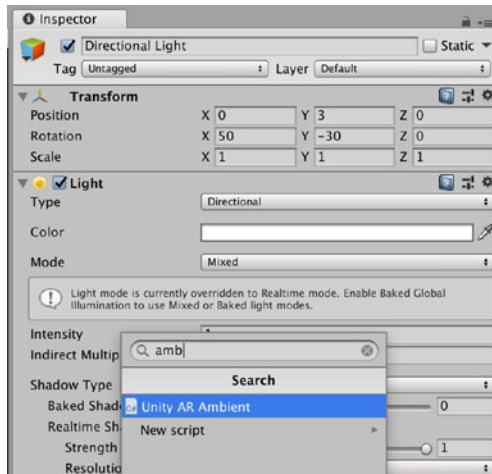 Inspector
Directional Light Static
Tag Untagged Layer Default
Transform
Position X 0 Y 3 Z 0
Rotation X 50 Y -30 Z 0
Scale X 1 Y 1 Z 1
Light
Type Directional
Color
Mode Mixed
Light mode is currently overridden to Realtime mode. Enable Baked Global
Illumination to use Mixed or Baked light modes.
Intensity
Indirect Multip
amb
Search
Shadow Type
Baked Shad 0
Unity AR Ambient
Realtime Sh
New script
Strength 1
Resolutio